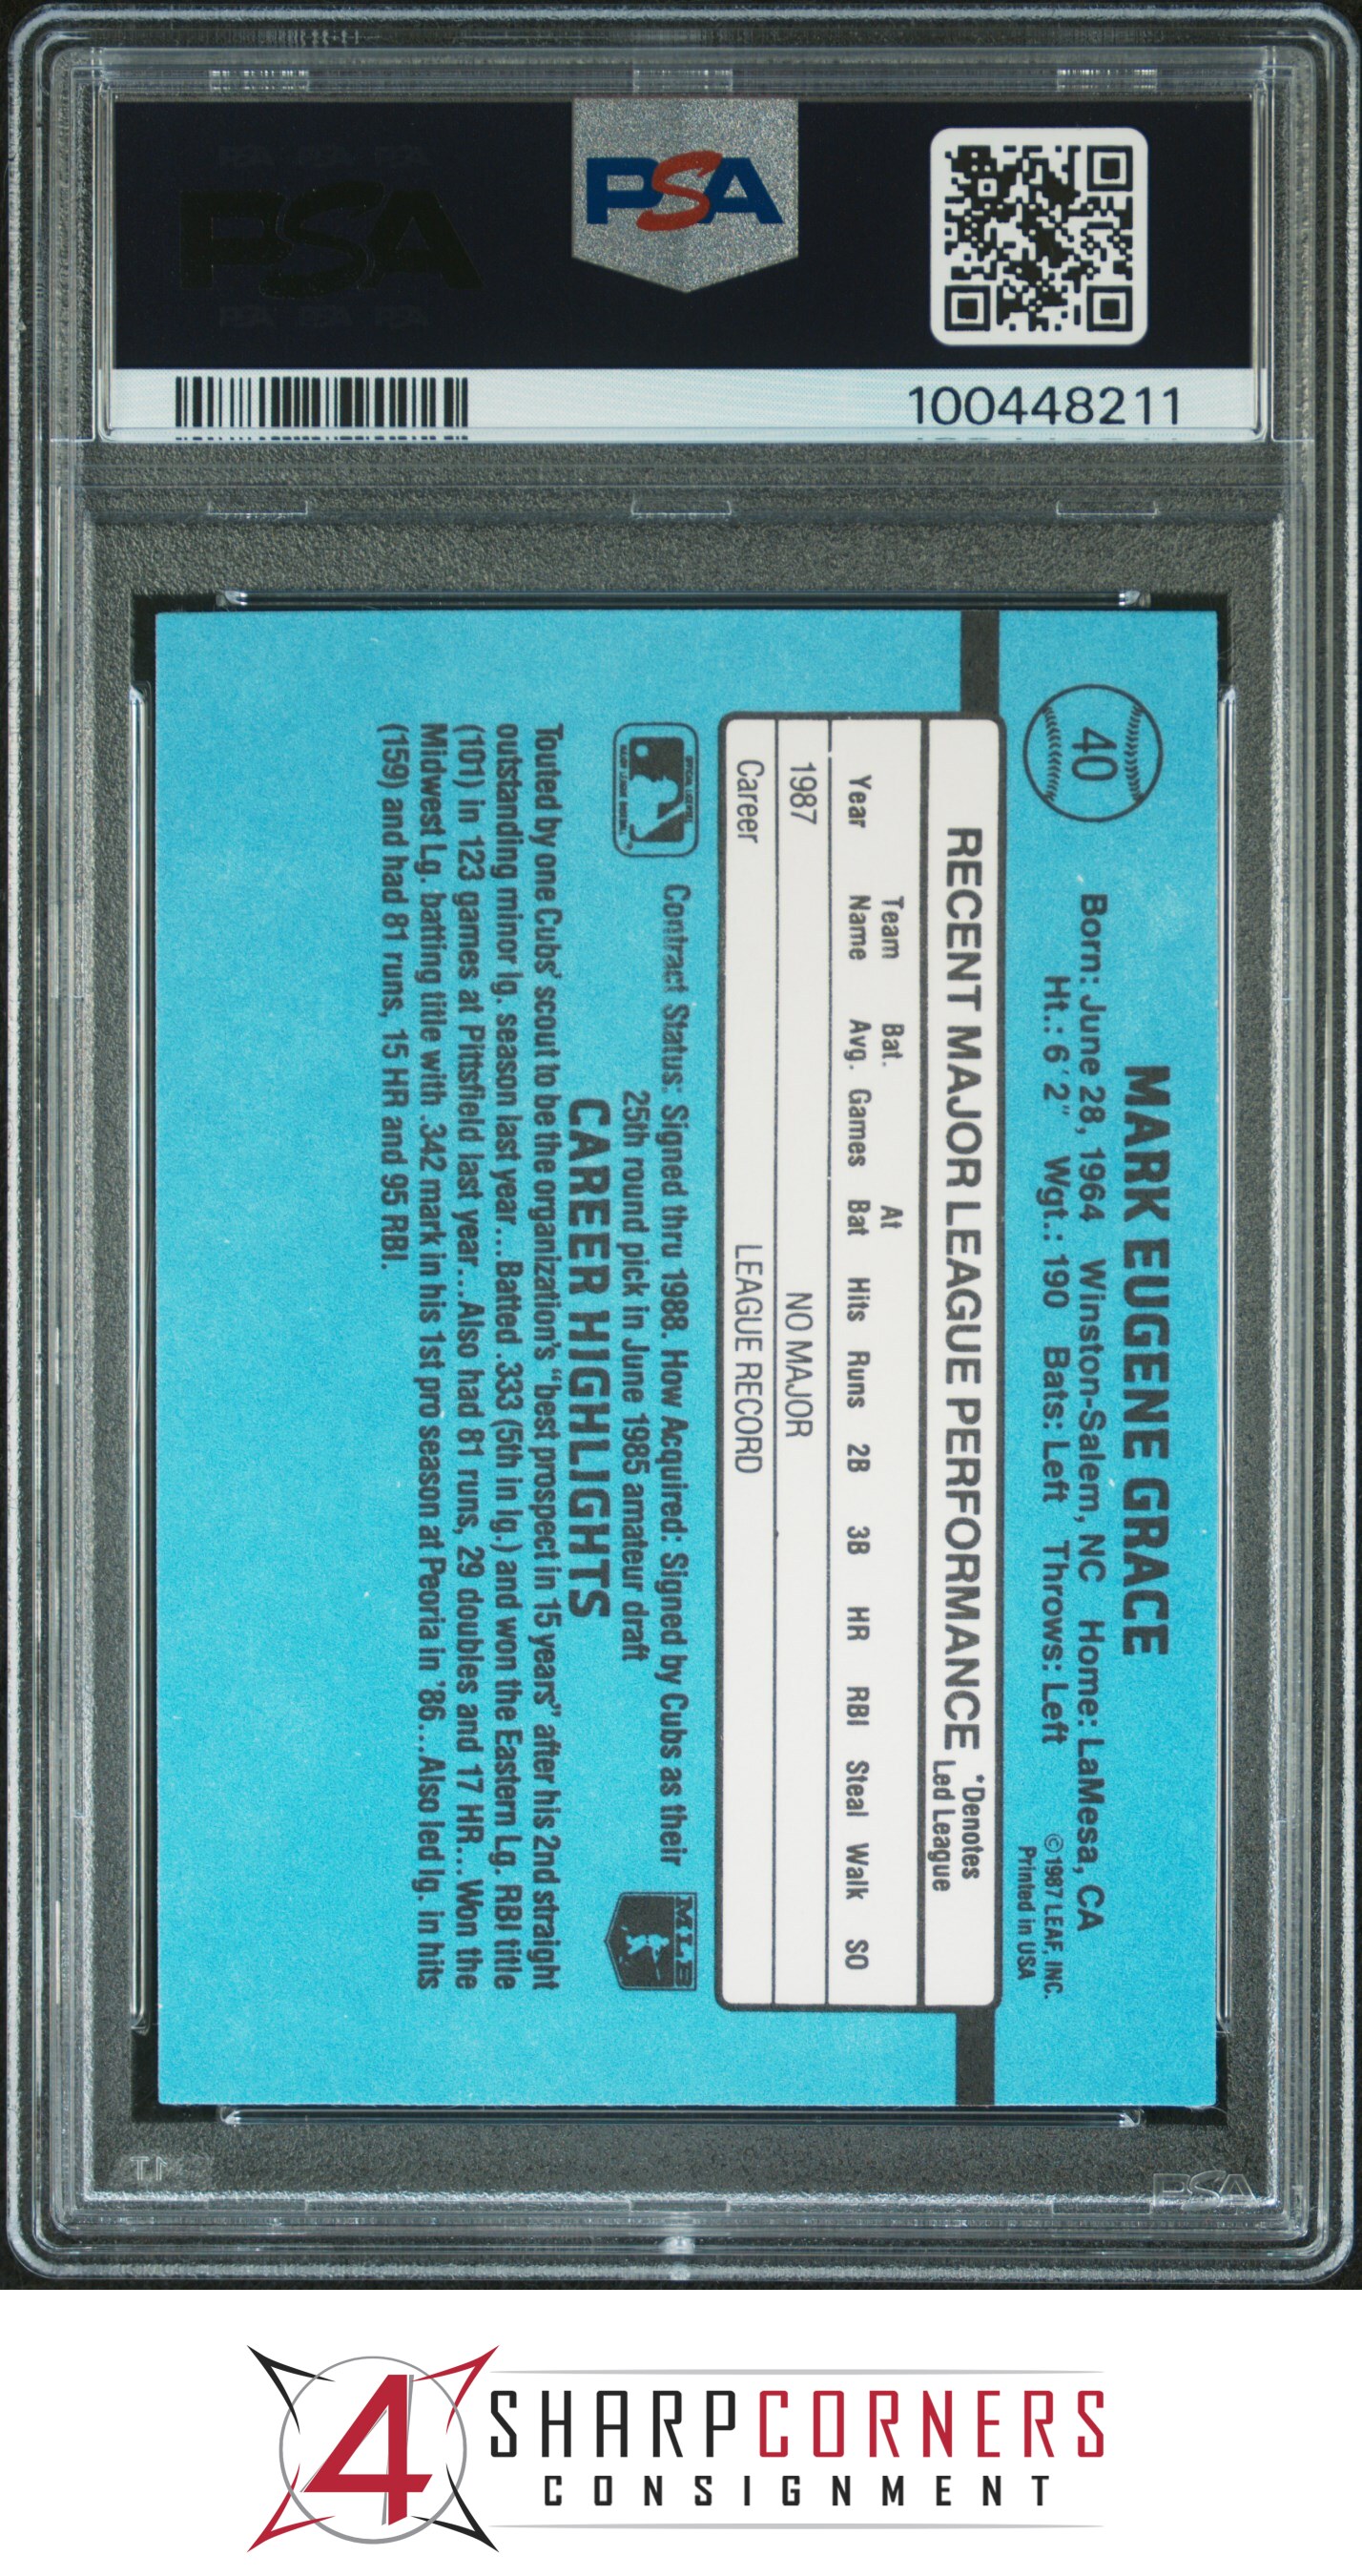 PSA
PSA
100448211
40
MARK EUGENE GRACE
Born: June 28, 1964 Winston-Salem, NC Home: LaMesa, CA
Ht.: 6'2" Wgt.: 190 Bats: Left Throws: Left
©1987 LEAF, INC.
Printed in USA
RECENT MAJOR LEAGUE PERFORMANCE
*Denotes
Led League
Team Bat. At
Year Name Avg. Games Bat Hits Runs 2B 3B HR RBI Steal Walk SO
1987 NO MAJOR
Career LEAGUE RECORD
Contract Status: Signed thru 1988. How Acquired: Signed by Cubs as their
25th round pick in June 1985 amateur draft
MLB
CAREER HIGHLIGHTS
Touted by one Cubs' scout to be the organization's "best prospect in 15 years" after his 2nd straight
outstanding minor lg. season last year...Batted .333 (5th in lg.) and won the Eastern Lg. RBI title
(101) in 123 games at Pittsfield last year...Also had 81 runs, 29 doubles and 17 HR...Won the
Midwest Lg. batting title with .342 mark in his 1st pro season at Peoria in '86...Also led lg. in hits
(159) and had 81 runs, 15 HR and 95 RBI.
PSA
4
SHARPCORNERS
CONSIGNMENT